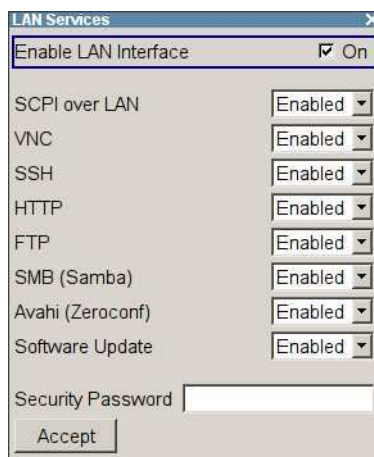 LAN Services
Enable LAN Interface On
SCPI over LAN Enabled
VNC Enabled
SSH Enabled
HTTP Enabled
FTP Enabled
SMB (Samba) Enabled
Avahi (Zeroconf) Enabled
Software Update Enabled
Security Password
Accept